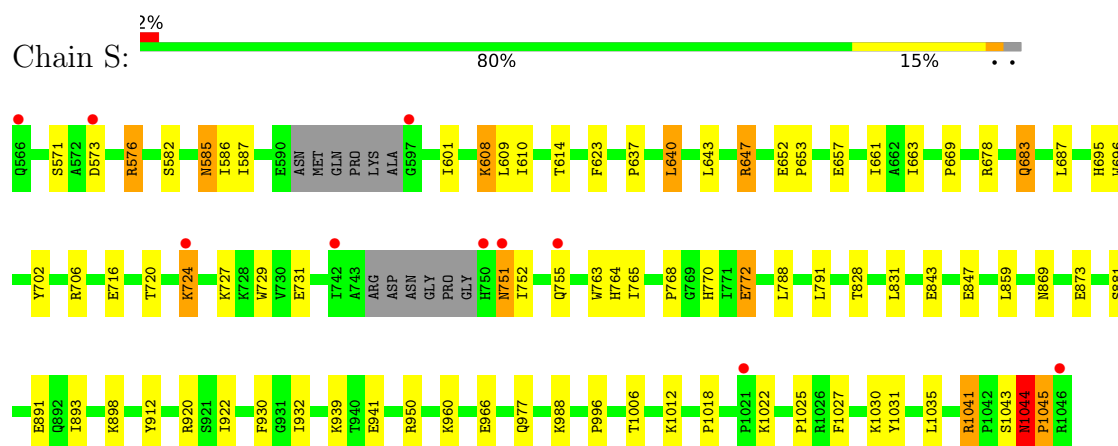 2%
Chain S:
80% 15% • •
Q566 S571 A572 D573 R576 S582 N585 I586 I587 E590 ASN MET GLN PRO LYS ALA G597 I601 K608 L609 I610 T614 F623 P637 L640 L643 R647 E652 P653 E657 I661 A662 I663 P669 R678 Q683 L687 H695 W696
Y702 R706 E716 T720 K724 K727 K728 W729 V730 E731 I742 A743 ARG ASP ASN GLY PRO GLY H750 N751 I752 Q755 W763 H764 I765 P768 G769 H770 I771 E772 L788 L791 T828 L831 E843 E847 L859 N869 E873 S881
E891 Q892 I893 K898 Y912 R920 S921 I922 F930 G931 I932 K939 T940 E941 R950 K960 E966 Q977 K988 P996 T1006 K1012 P1018 P1021 K1022 P1025 R1026 F1027 K1030 Y1031 L1035 R1041 P1042 S1043 N1044 P1045 R1046